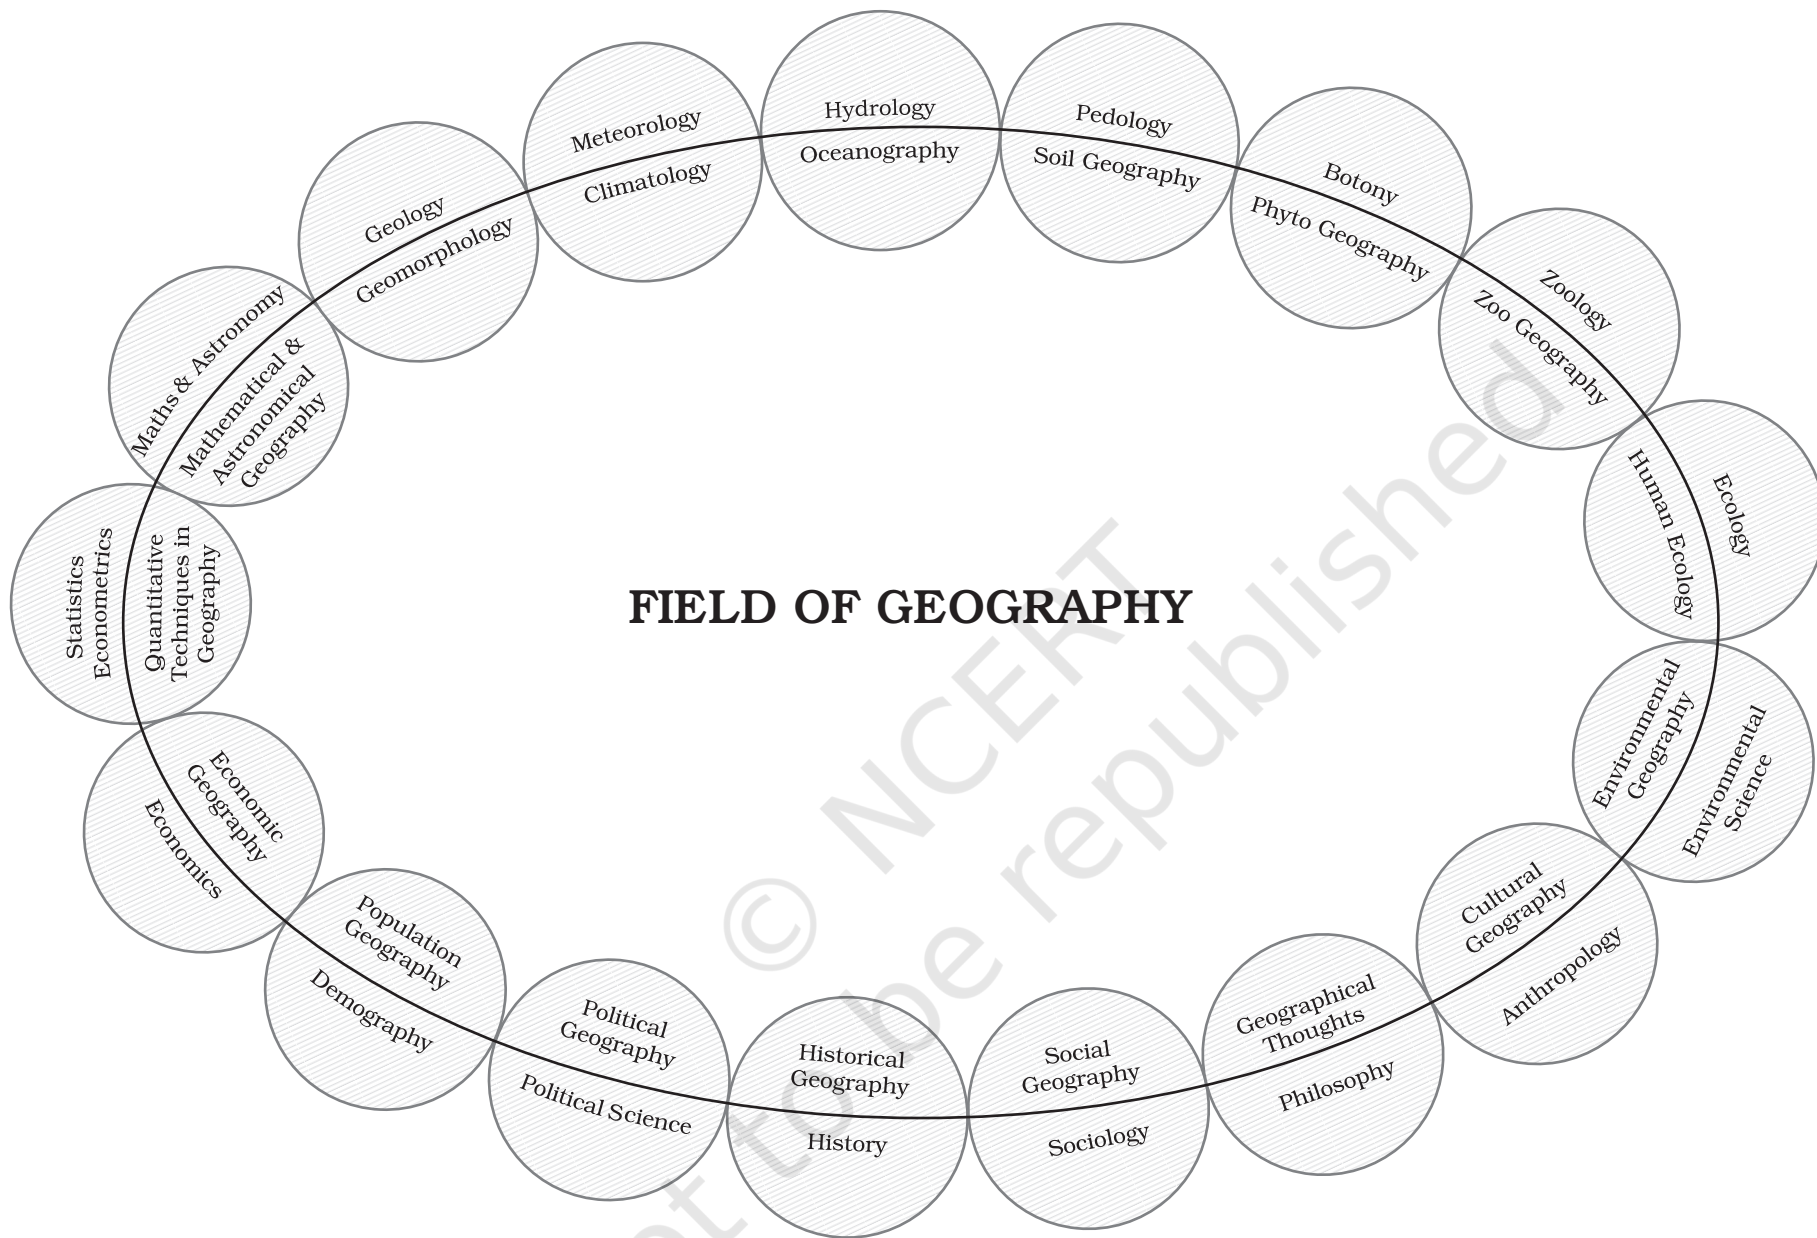 Hydrology
Oceanography
Pedology
Soil Geography
Botony
Phyto Geography
Zoology
Zoo Geography
Ecology
Human Ecology
Environmental
Geography
Environmental
Science
Cultural
Geography
Anthropology
Geographical
Thoughts
Philosophy
Social
Geography
Sociology
Historical
Geography
History
Political
Geography
Political Science
Population
Geography
Demography
Economic
Geography
Economics
Statistics
Econometrics
Quantitative
Techniques in
Geography
Maths & Astronomy
Mathematical &
Astronomical
Geography
Geology
Geomorphology
Meteorology
Climatology
FIELD OF GEOGRAPHY
© NCERT
to be republished